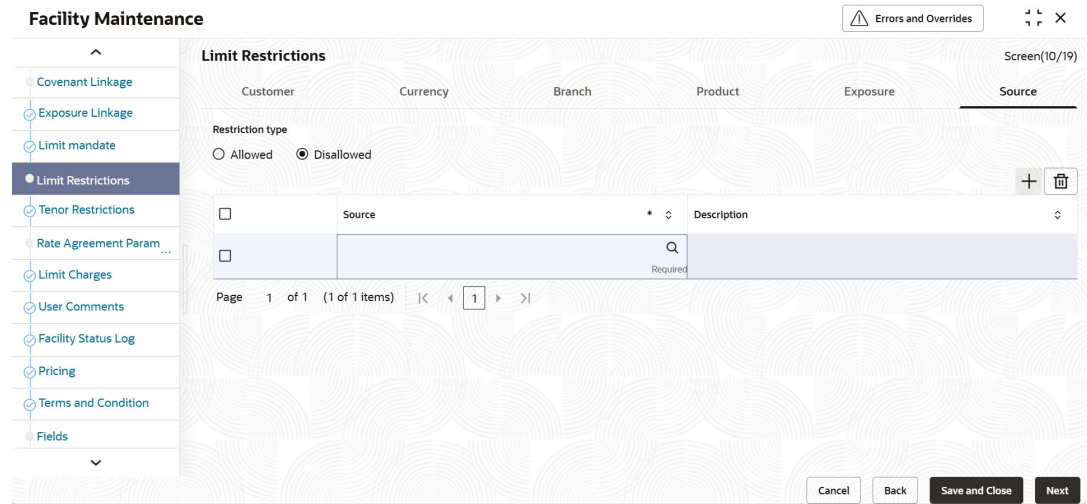 Facility Maintenance
Errors and Overrides
Covenant Linkage
Exposure Linkage
Limit mandate
Limit Restrictions
Tenor Restrictions
Rate Agreement Param
...
Limit Charges
User Comments
Facility Status Log
Pricing
Terms and Condition
Fields
Limit Restrictions
Screen(10/19)
Customer Currency Branch Product Exposure Source
Restriction type
Allowed Disallowed
Source * Description
Required
Page 1 of 1 (1 of 1 items) 1
Cancel Back Save and Close Next